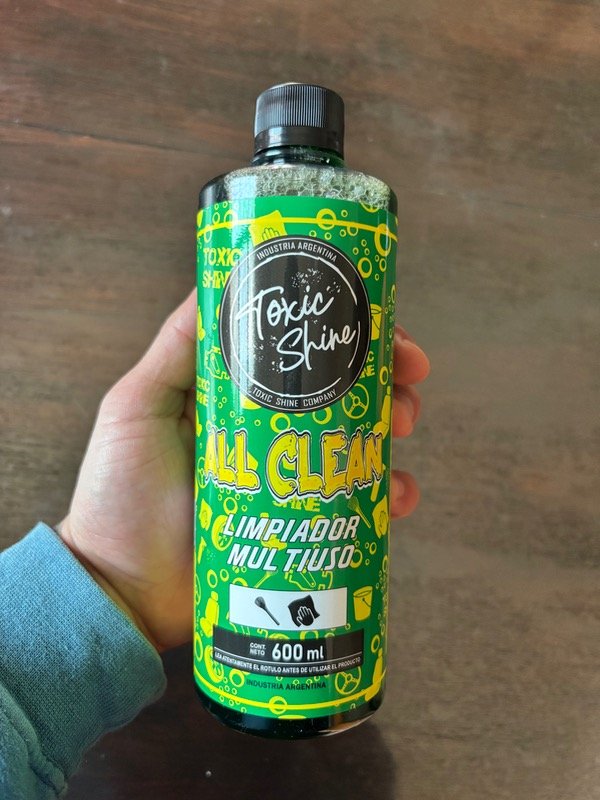 INDUSTRIA ARGENTINA
TOXIC
SHINE
Toxic
Shine
TOXIC SHINE COMPANY
ALL CLEAN
LIMPIADOR
MULTIUSO
CONT.
NETO 600 ml
LEA ATENTAMENTE EL ROTULO ANTES DE UTILIZAR EL PRODUCTO
INDUSTRIA ARGENTINA